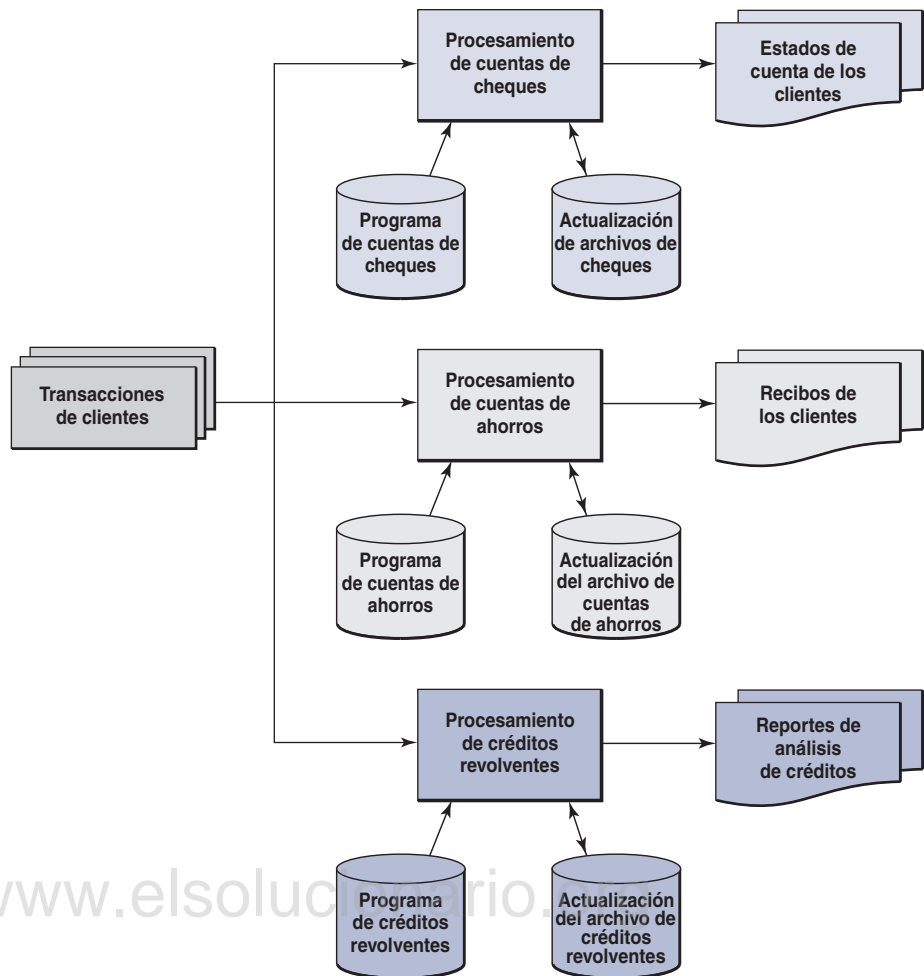 Procesamiento
de cuentas de
cheques
Estados de
cuenta de los
clientes
Programa
de cuentas de
cheques
Actualización
de archivos de
cheques
Transacciones
de clientes
Procesamiento
de cuentas de
ahorros
Recibos de
los clientes
Programa
de cuentas de
ahorros
Actualización
del archivo de
cuentas
de ahorros
Procesamiento
de créditos
revolventes
Reportes de
análisis
de créditos
Programa
de créditos
revolventes
Actualización
del archivo de
créditos
revolventes
www.elsolucionario.org